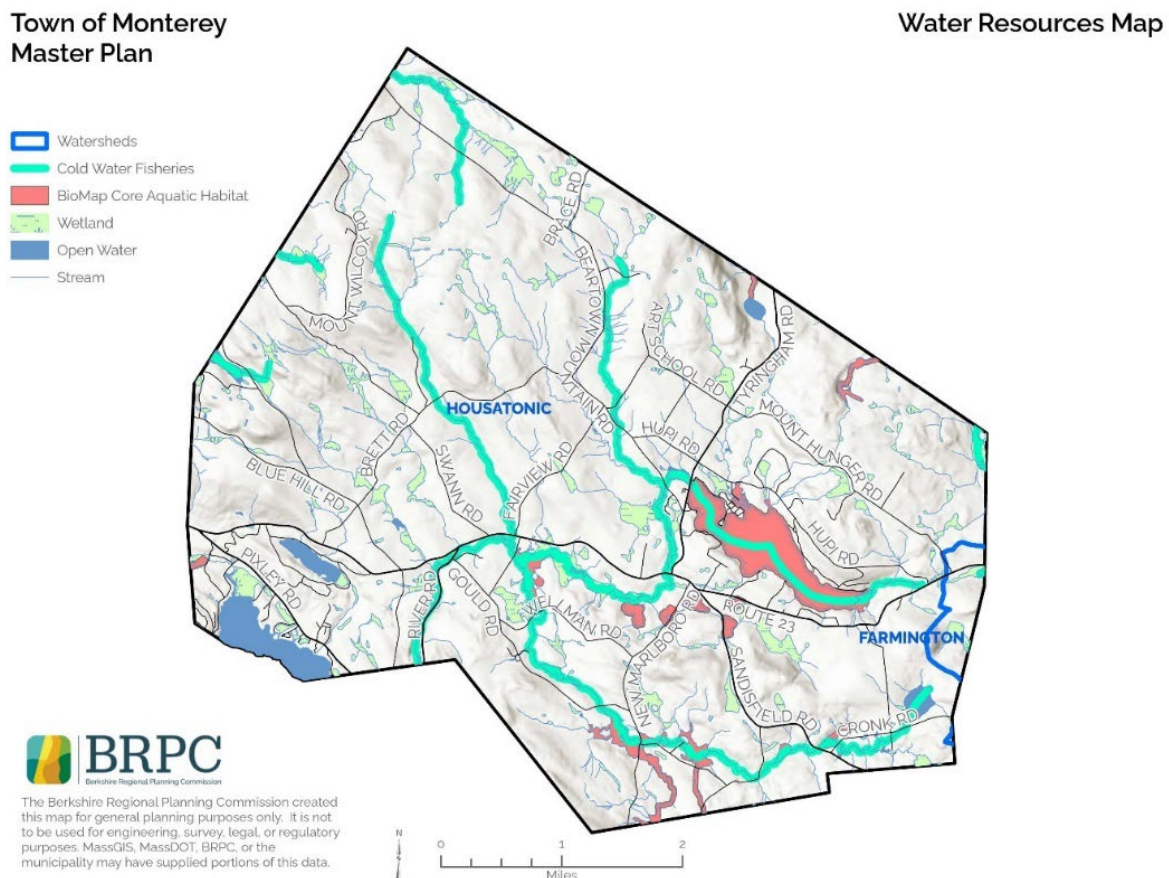 Town of Monterey
Master Plan
Water Resources Map
Watersheds
Cold Water Fisheries
BioMap Core Aquatic Habitat
Wetland
Open Water
Stream
BRACE RD
MOUNT WILCOX RD
BEARTOWN MOUNTAIN RD
ART SCHOOL RD
TYRINGHAM RD
HOUSATONIC
BRETT RD
HUPI RD
MOUNT HUNGER RD
SWANN RD
FAIRVIEW RD
BLUE HILL RD
HUPI RD
PIXLEY RD
RIVER RD
GOULD RD
WELLMAN RD
NEW MARLBORO RD
ROUTE 23
FARMINGTON
SANDISFIELD RD
CRONK RD
BRPC
Berkshire Regional Planning Commission
The Berkshire Regional Planning Commission created
this map for general planning purposes only. it is not
to be used for engineering, survey, legal, or regulatory
purposes. MassGIS, MassDOT, BRPC, or the
municipality may have supplied portions of this data.
N
0 1 2
Miles